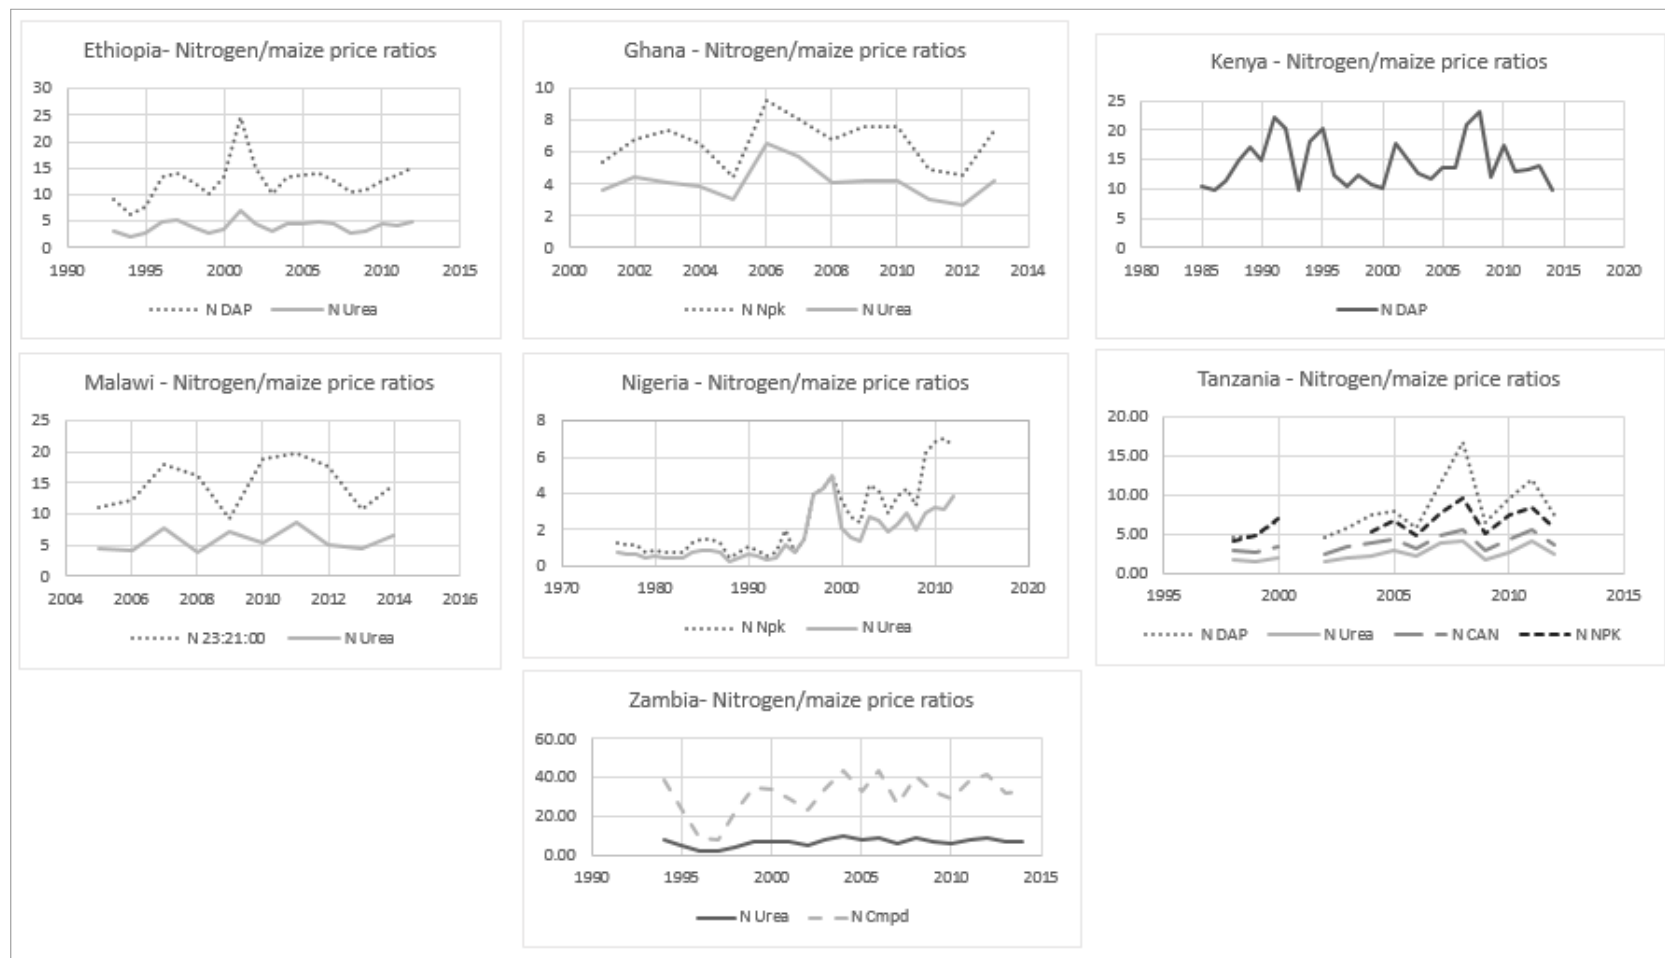 Ethiopia- Nitrogen/maize price ratios
30
25
20
15
10
5
0
1990 1995 2000 2005 2010 2015
N DAP N Urea
Ghana - Nitrogen/maize price ratios
10
8
6
4
2
0
2000 2002 2004 2006 2008 2010 2012 2014
N Npk N Urea
Kenya - Nitrogen/maize price ratios
25
20
15
10
5
0
1980 1985 1990 1995 2000 2005 2010 2015 2020
N DAP
Malawi - Nitrogen/maize price ratios
25
20
15
10
5
0
2004 2006 2008 2010 2012 2014 2016
N 23:21:00 N Urea
Nigeria - Nitrogen/maize price ratios
8
6
4
2
0
1970 1980 1990 2000 2010 2020
N Npk N Urea
Tanzania - Nitrogen/maize price ratios
20.00
15.00
10.00
5.00
0.00
1995 2000 2005 2010 2015
N DAP N Urea N CAN N NPK
Zambia- Nitrogen/maize price ratios
60.00
40.00
20.00
0.00
1990 1995 2000 2005 2010 2015
N Urea N Cmpd